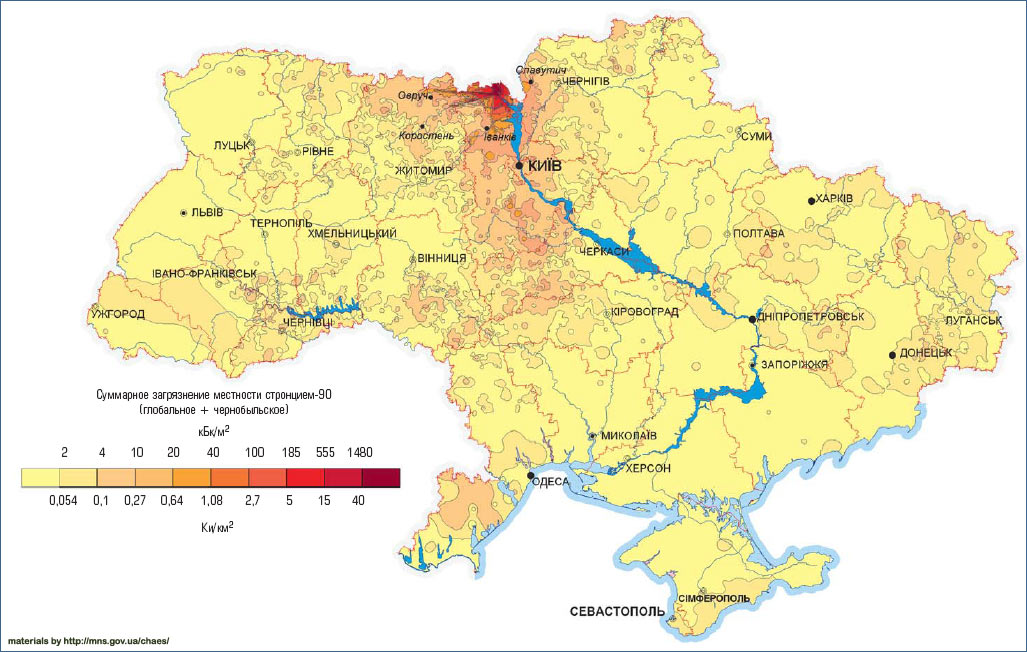 Славутич
ЧЕРНІГІВ
Овруч
Коростень
Іванків
СУМИ
ЛУЦЬК
РІВНЕ
КИЇВ
ЖИТОМИР
ХАРКІВ
ЛЬВІВ
ТЕРНОПІЛЬ
ХМЕЛЬНИЦЬКИЙ
ПОЛТАВА
ЧЕРКАСИ
ВІННИЦЯ
ІВАНО-ФРАНКІВСЬК
УЖГОРОД
ЧЕРНІВЦІ
КІРОВОГРАД
ДНІПРОПЕТРОВСЬК
ЛУГАНСЬК
ДОНЕЦЬК
ЗАПОРІЖЖЯ
Суммарное загрязнение местности стронцием-90
(глобальное + чернобыльское)
кБк/м²
2 4 10 20 40 100 185 555 1480
0,054 0,1 0,27 0,64 1,08 2,7 5 15 40
Ки/км²
МИКОЛАЇВ
ХЕРСОН
ОДЕСА
СІМФЕРОПОЛЬ
СЕВАСТОПОЛЬ
materials by http://mns.gov.ua/chaes/